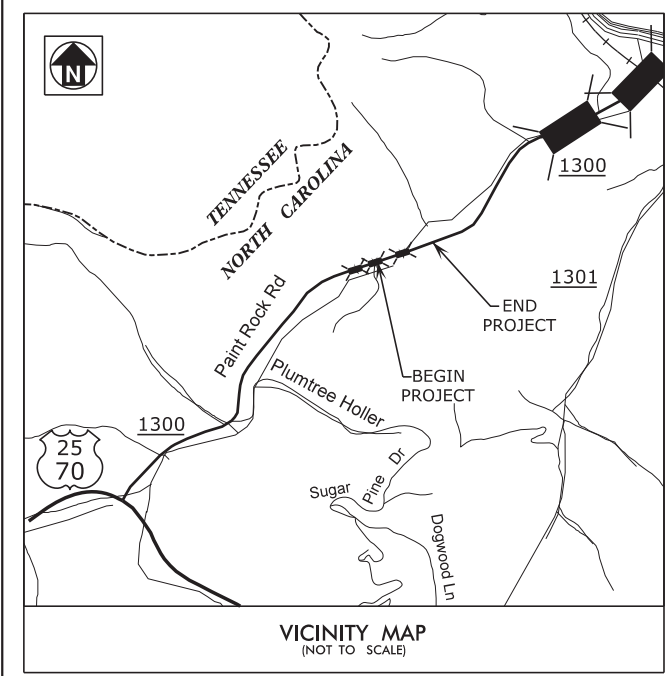 N
TENNESSEE
NORTH CAROLINA
1300
1301
Paint Rock Rd
END
PROJECT
BEGIN
PROJECT
Plumtree Holler
1300
25
70
Sugar
Pine
Dr
Dogwood Ln
VICINITY MAP
(NOT TO SCALE)